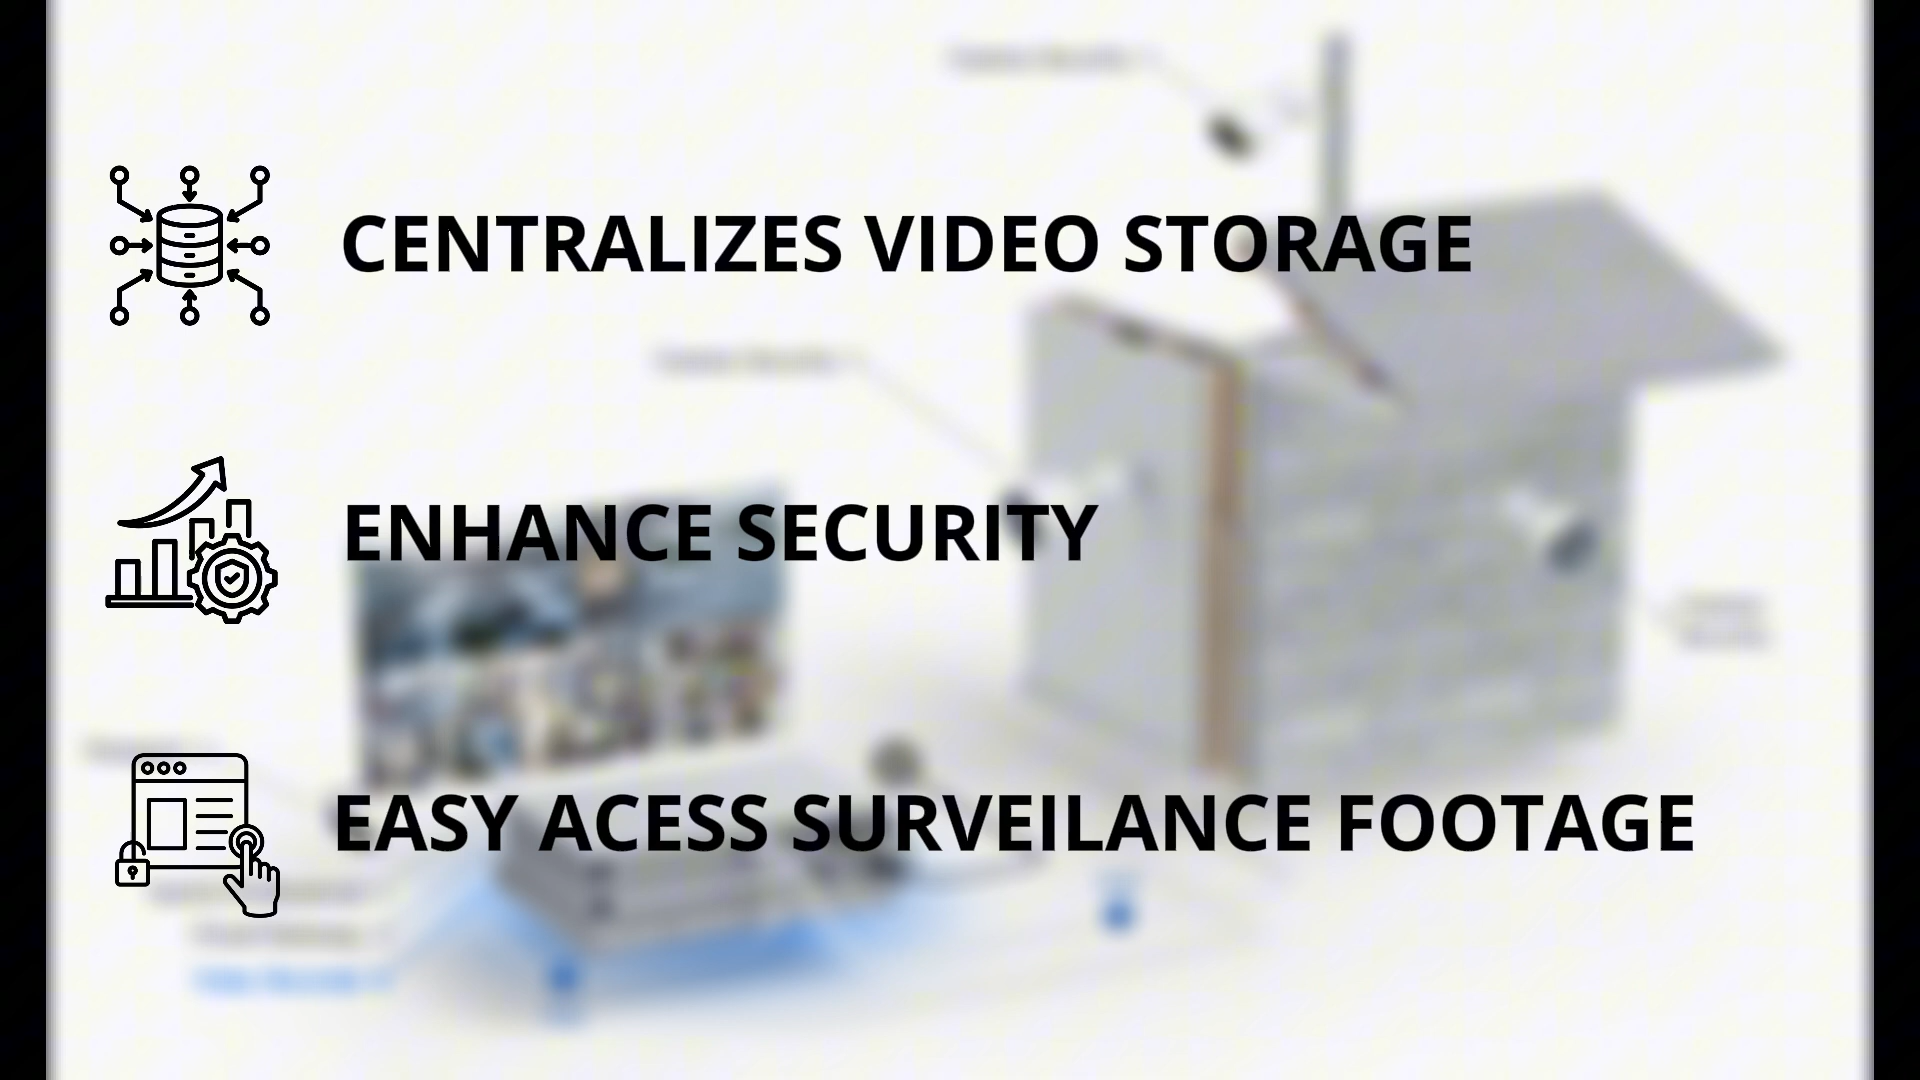 CENTRALIZES VIDEO STORAGE
ENHANCE SECURITY
EASY ACESS SURVEILANCE FOOTAGE